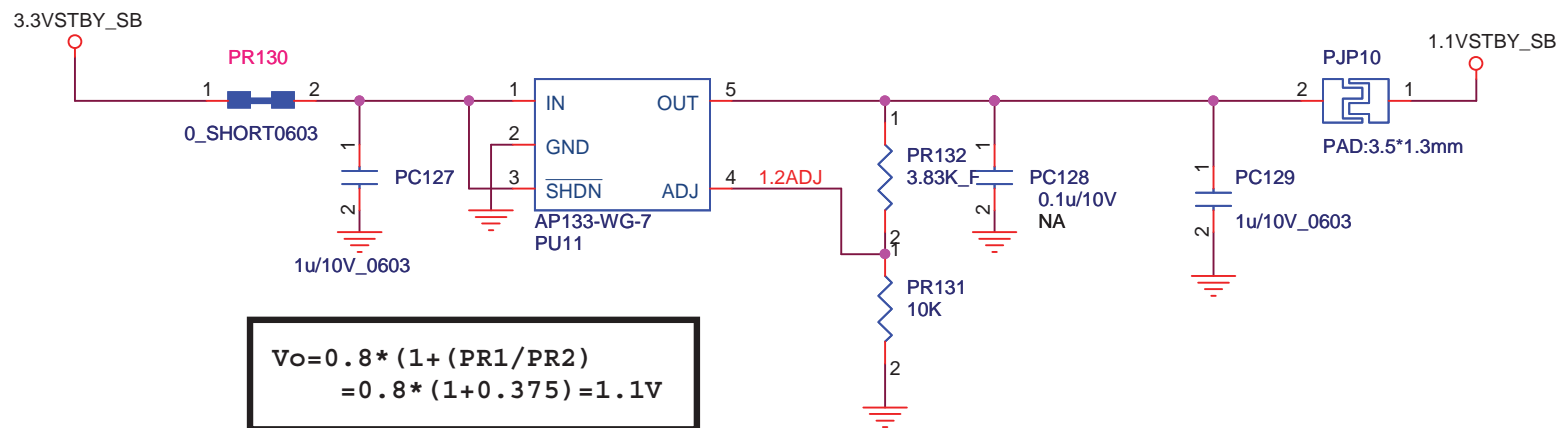 3.3VSTBY_SB
1.1VSTBY_SB
PR130
PJP10
1
2
1
IN
OUT
5
2
1
0_SHORT0603
2
GND
1
PR132
3.83K_F
PAD:3.5*1.3mm
1
PC127
2
3
SHDN
ADJ
4
1.2ADJ
1
PC128
0.1u/10V
NA
2
1
PC129
1u/10V_0603
2
AP133-WG-7
PU11
2
1
1u/10V_0603
PR131
10K
2
Vo=0.8*(1+(PR1/PR2)
=0.8*(1+0.375)=1.1V